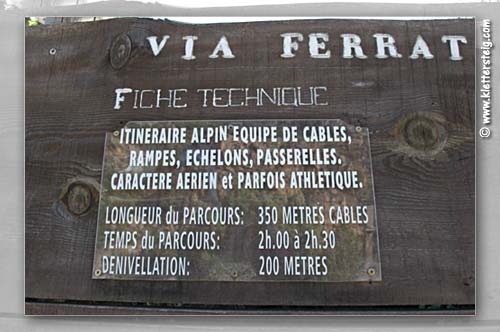 VIA FERRAT
FICHE TECHNIQUE
ITINERAIRE ALPIN EQUIPE DE CABLES,
RAMPES, ECHELONS, PASSERELLES.
CARACTERE AERIEN et PARFOIS ATHLETIQUE.
LONGUEUR du PARCOURS: 350 METRES CABLES
TEMPS du PARCOURS: 2h.00 à 2h.30
DENIVELLATION: 200 METRES
© www.klettersteig.com